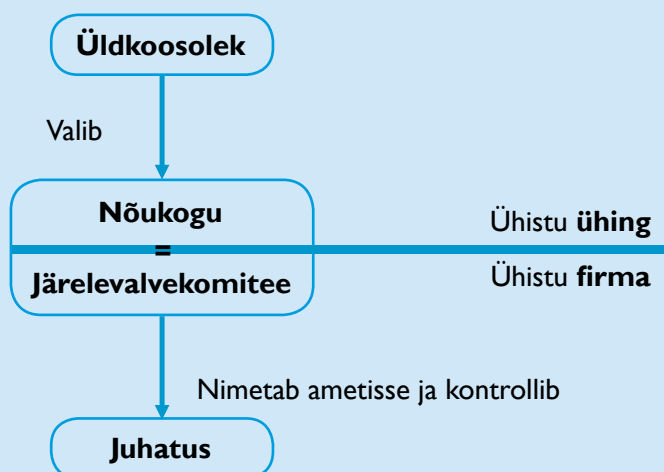 Üldkoosolek
Valib
Nõukogu
=
Järelevalvekomitee
Ühistu ühing
Ühistu firma
Nimetab ametisse ja kontrollib
Juhatus